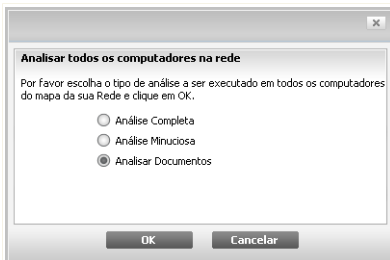 Analisar todos os computadores na rede
Por favor escolha o tipo de análise a ser executado em todos os computadores
do mapa da sua Rede e clique em OK.
Análise Completa
Análise Minuciosa
Analisar Documentos
OK Cancelar